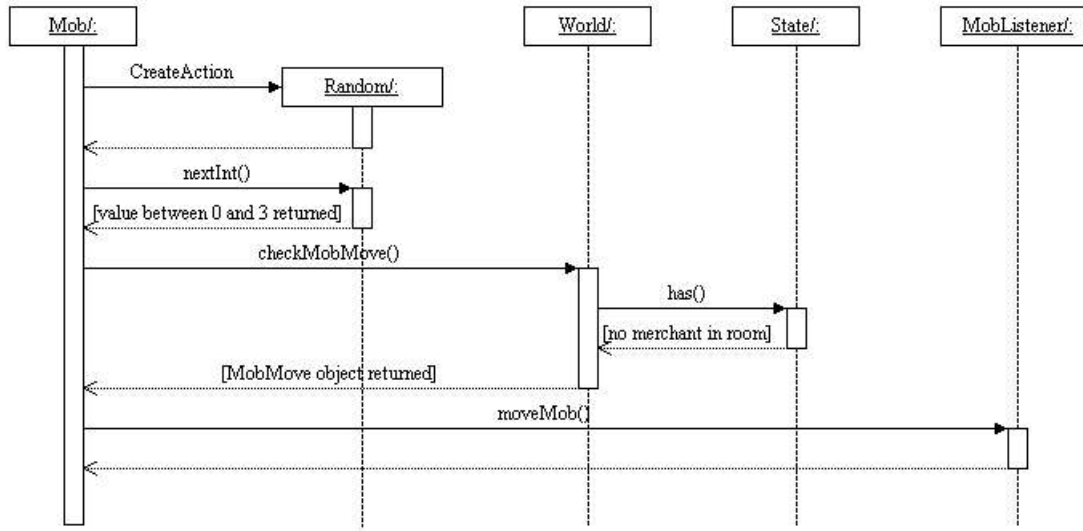 Mob/:
World/:
State/:
MobListener/:
CreateAction
Random/:
nextInt()
[value between 0 and 3 returned]
checkMobMove()
has()
[no merchant in room]
[MobMove object returned]
moveMob()